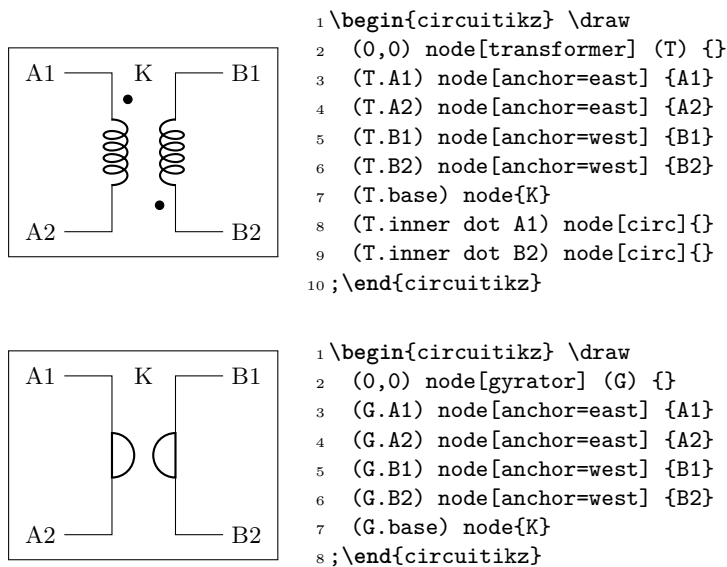 A1 K B1
A2 B2
1 \begin{circuitikz} \draw
2 (0,0) node[transformer] (T) {}
3 (T.A1) node[anchor=east] {A1}
4 (T.A2) node[anchor=east] {A2}
5 (T.B1) node[anchor=west] {B1}
6 (T.B2) node[anchor=west] {B2}
7 (T.base) node{K}
8 (T.inner dot A1) node[circ]{}
9 (T.inner dot B2) node[circ]{}
10 ;\end{circuitikz}
A1 K B1
A2 B2
1 \begin{circuitikz} \draw
2 (0,0) node[gyrator] (G) {}
3 (G.A1) node[anchor=east] {A1}
4 (G.A2) node[anchor=east] {A2}
5 (G.B1) node[anchor=west] {B1}
6 (G.B2) node[anchor=west] {B2}
7 (G.base) node{K}
8 ;\end{circuitikz}